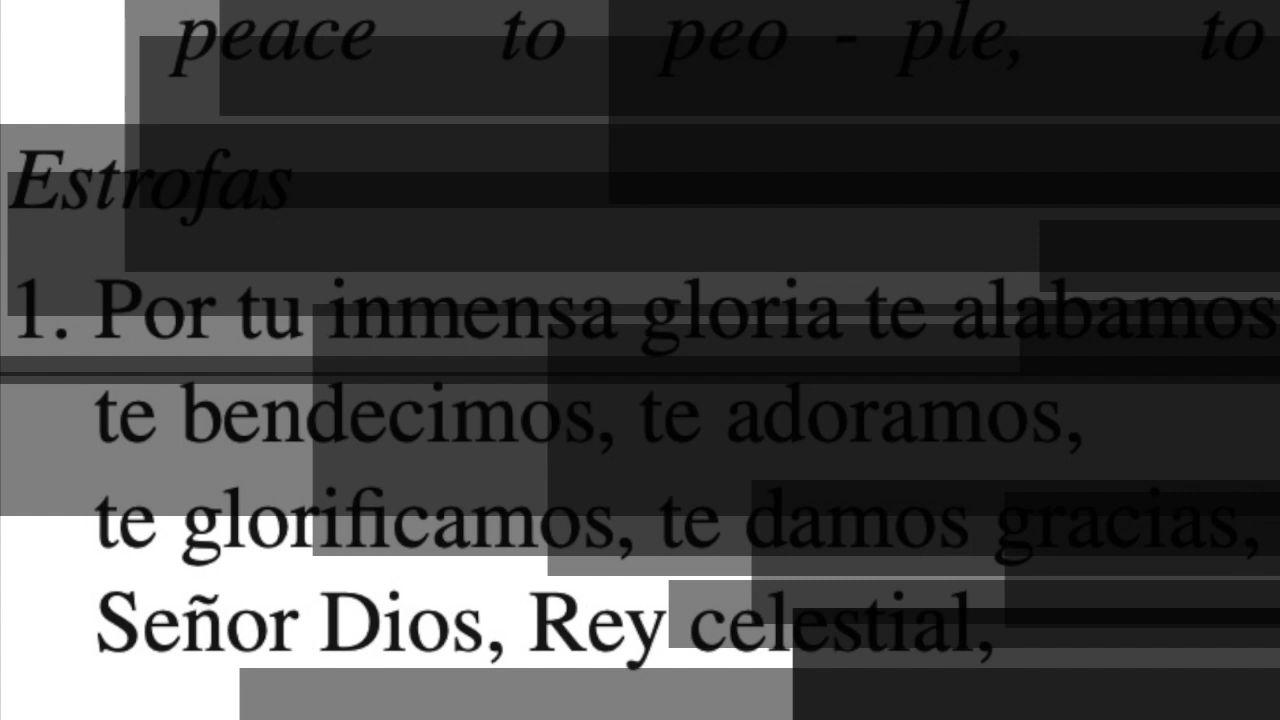 peace to peo - ple, to
Estrofas
1. Por tu inmensa gloria te alabamos
te bendecimos, te adoramos,
te glorificamos, te damos gracias,
Señor Dios, Rey celestial,